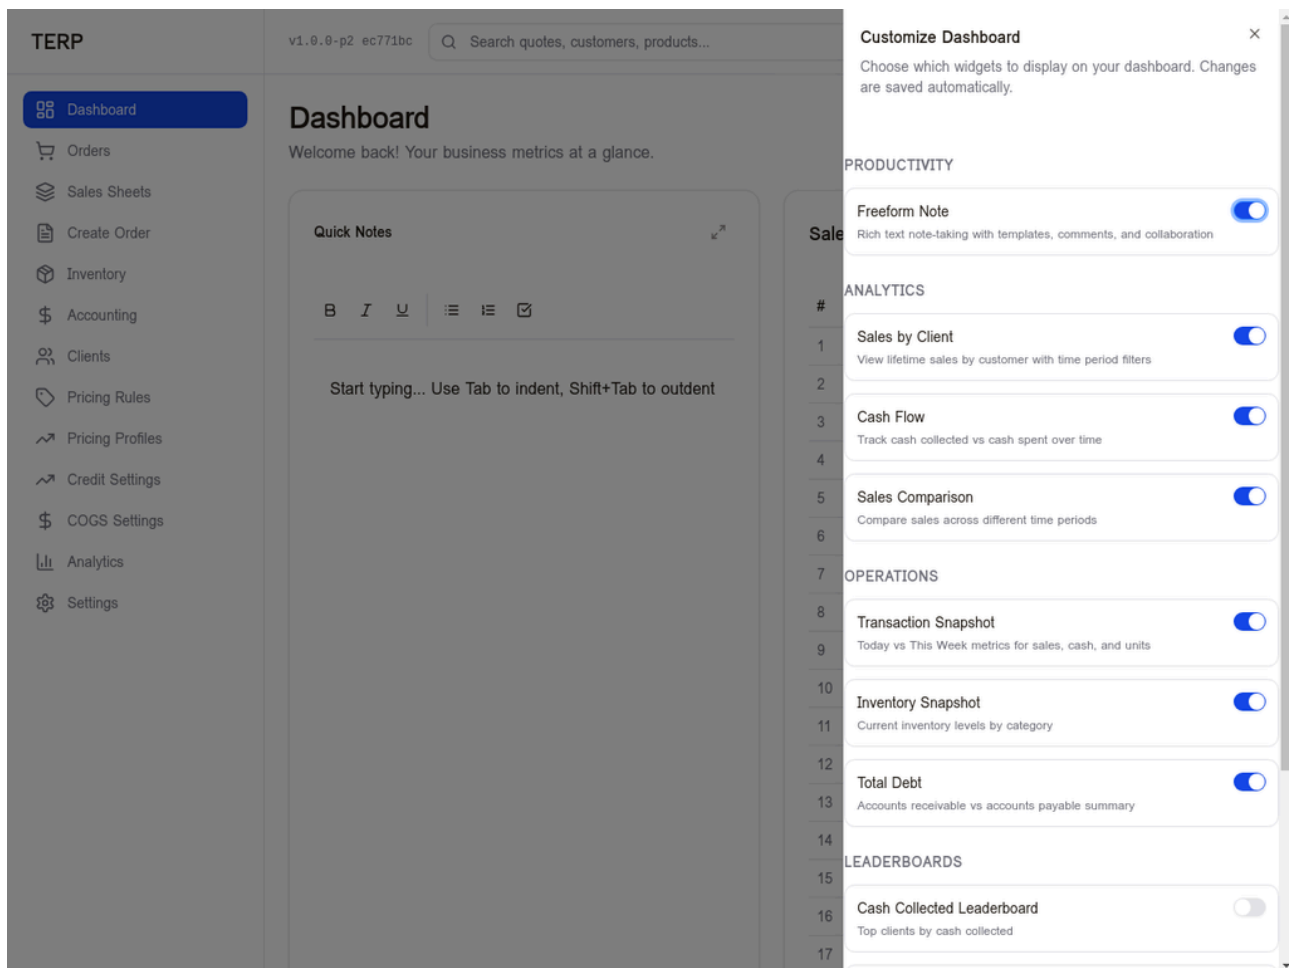 TERP
v1.0.0-p2 ec771bc
Search quotes, customers, products...
Dashboard
Orders
Sales Sheets
Create Order
Inventory
Accounting
Clients
Pricing Rules
Pricing Profiles
Credit Settings
COGS Settings
Analytics
Settings
Dashboard
Welcome back! Your business metrics at a glance.
Quick Notes
B I U
Start typing... Use Tab to indent, Shift+Tab to outdent
Sale
#
1
2
3
4
5
6
7
8
9
10
11
12
13
14
15
16
17
Customize Dashboard
Choose which widgets to display on your dashboard. Changes
are saved automatically.
PRODUCTIVITY
Freeform Note
Rich text note-taking with templates, comments, and collaboration
ANALYTICS
Sales by Client
View lifetime sales by customer with time period filters
Cash Flow
Track cash collected vs cash spent over time
Sales Comparison
Compare sales across different time periods
OPERATIONS
Transaction Snapshot
Today vs This Week metrics for sales, cash, and units
Inventory Snapshot
Current inventory levels by category
Total Debt
Accounts receivable vs accounts payable summary
LEADERBOARDS
Cash Collected Leaderboard
Top clients by cash collected